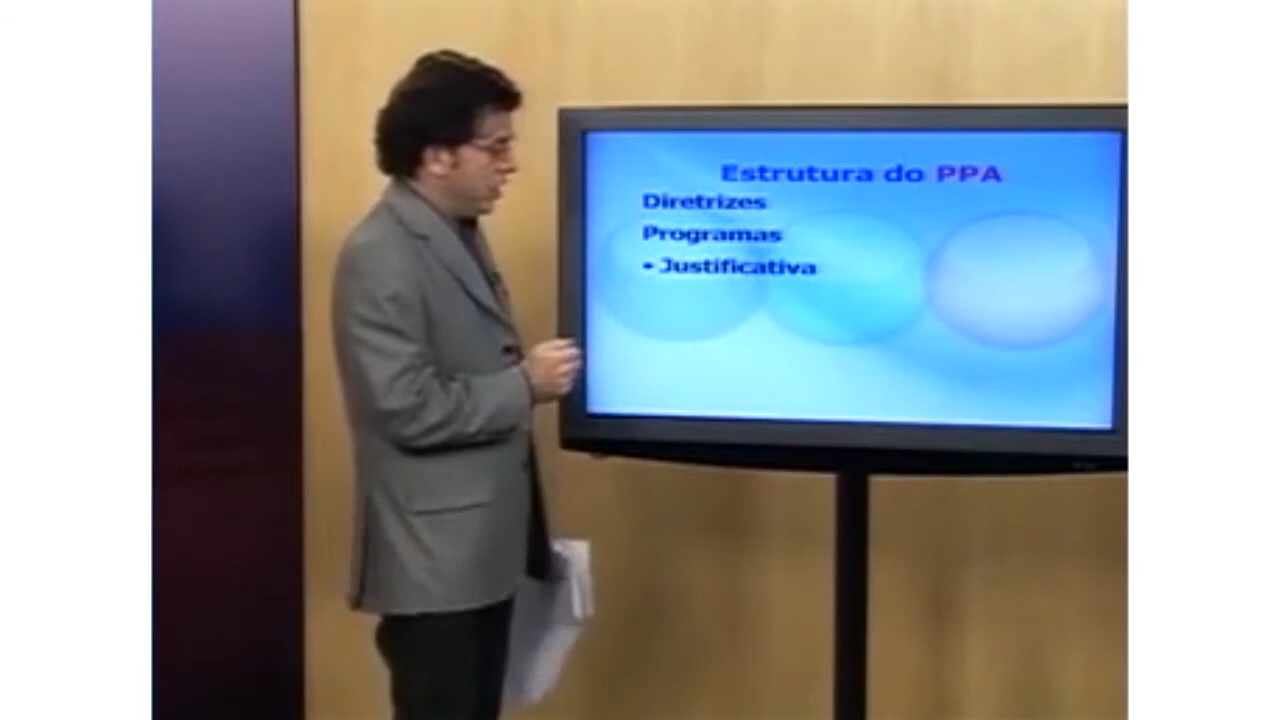 Estrutura do PPA
Diretrizes
Programas
• Justificativa